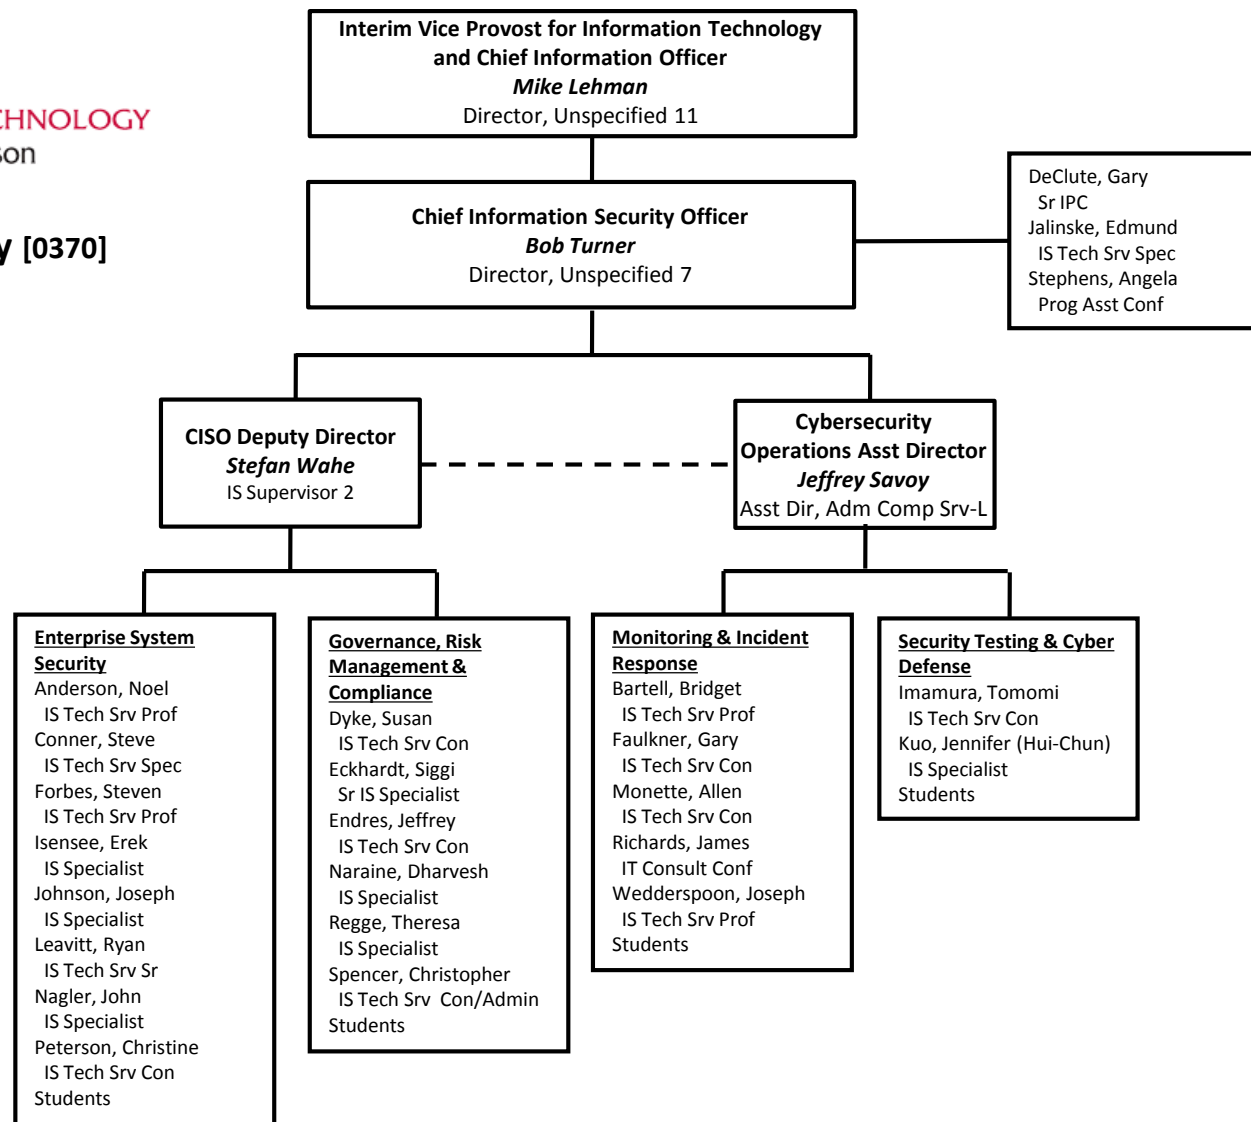 Interim Vice Provost for Information Technology
and Chief Information Officer
Mike Lehman
Director, Unspecified 11
CHNOLOGY
son
y [0370]
Chief Information Security Officer
Bob Turner
Director, Unspecified 7
DeClute, Gary
Sr IPC
Jalinske, Edmund
IS Tech Srv Spec
Stephens, Angela
Prog Asst Conf
CISO Deputy Director
Stefan Wahe
IS Supervisor 2
Cybersecurity
Operations Asst Director
Jeffrey Savoy
Asst Dir, Adm Comp Srv-L
Enterprise System
Security
Anderson, Noel
IS Tech Srv Prof
Conner, Steve
IS Tech Srv Spec
Forbes, Steven
IS Tech Srv Prof
Isensee, Erek
IS Specialist
Johnson, Joseph
IS Specialist
Leavitt, Ryan
IS Tech Srv Sr
Nagler, John
IS Specialist
Peterson, Christine
IS Tech Srv Con
Students
Governance, Risk
Management &
Compliance
Dyke, Susan
IS Tech Srv Con
Eckhardt, Siggi
Sr IS Specialist
Endres, Jeffrey
IS Tech Srv Con
Naraine, Dharvesh
IS Specialist
Regge, Theresa
IS Specialist
Spencer, Christopher
IS Tech Srv  Con/Admin
Students
Monitoring & Incident
Response
Bartell, Bridget
IS Tech Srv Prof
Faulkner, Gary
IS Tech Srv Con
Monette, Allen
IS Tech Srv Con
Richards, James
IT Consult Conf
Wedderspoon, Joseph
IS Tech Srv Prof
Students
Security Testing & Cyber
Defense
Imamura, Tomomi
IS Tech Srv Con
Kuo, Jennifer (Hui-Chun)
IS Specialist
Students